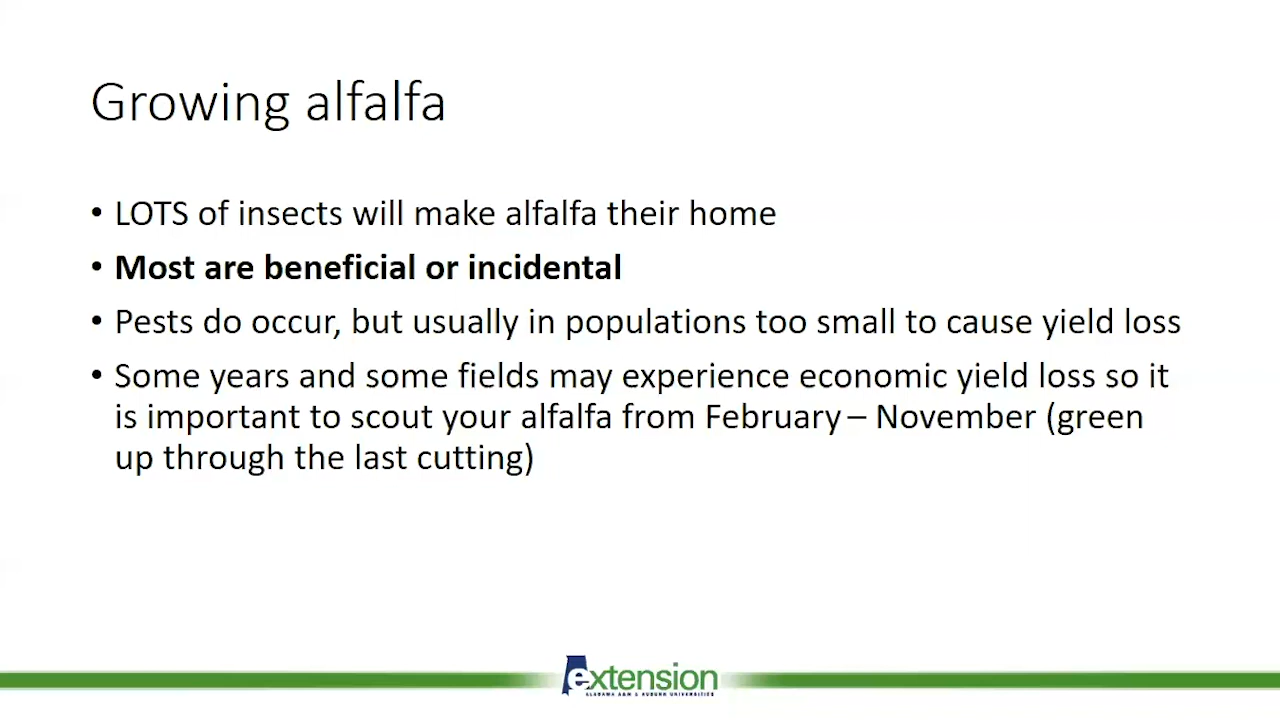 Growing alfalfa
• LOTS of insects will make alfalfa their home
• Most are beneficial or incidental
• Pests do occur, but usually in populations too small to cause yield loss
• Some years and some fields may experience economic yield loss so it
is important to scout your alfalfa from February – November (green
up through the last cutting)
extension
ALABAMA A&M & AUBURN UNIVERSITIES